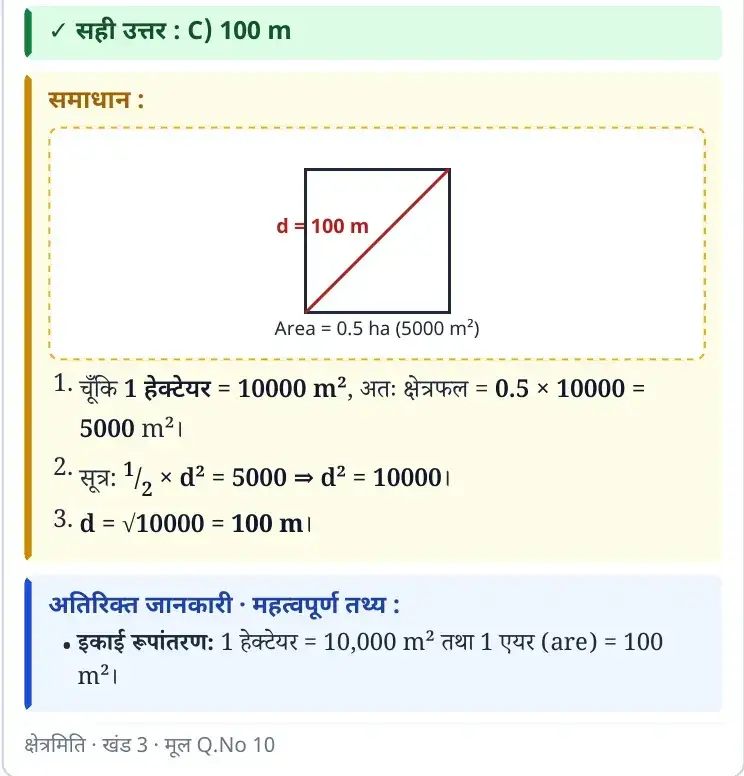 ✓ सही उत्तर : C) 100 m
समाधान :
d = 100 m
Area = 0.5 ha (5000 m²)
1. चूँकि 1 हेक्टेयर = 10000 m², अतः क्षेत्रफल = 0.5 × 10000 =
5000 m²।
2. सूत्र: ¹/₂ × d² = 5000 ⇒ d² = 10000।
3. d = √10000 = 100 m।
अतिरिक्त जानकारी · महत्वपूर्ण तथ्य :
• इकाई रूपांतरण: 1 हेक्टेयर = 10,000 m² तथा 1 एयर (are) = 100
m²।
क्षेत्रमिति · खंड 3 · मूल Q.No 10